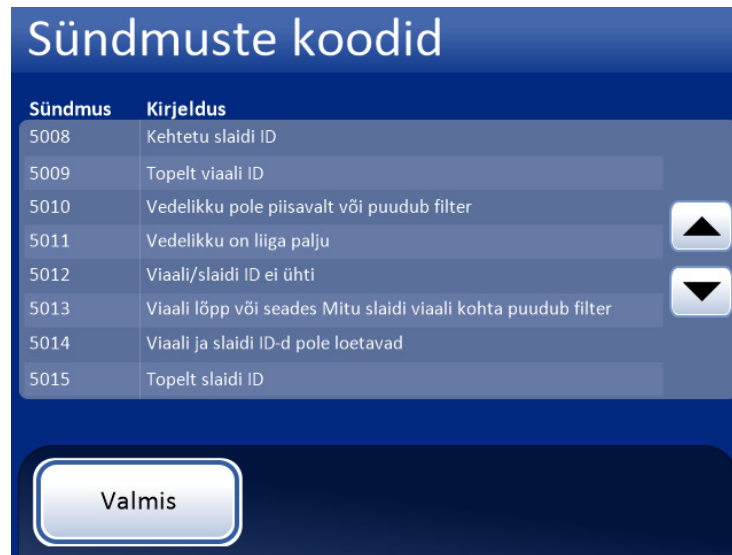 Sündmuste koodid
Sündmus Kirjeldus
5008 Kehtetu slaidi ID
5009 Topelt viaali ID
5010 Vedelikku pole piisavalt või puudub filter
5011 Vedelikku on liiga palju
5012 Viaali/slaidi ID ei ühti
5013 Viaali lõpp või seades Mitu slaidi viaali kohta puudub filter
5014 Viaali ja slaidi ID-d pole loetavad
5015 Topelt slaidi ID
Valmis